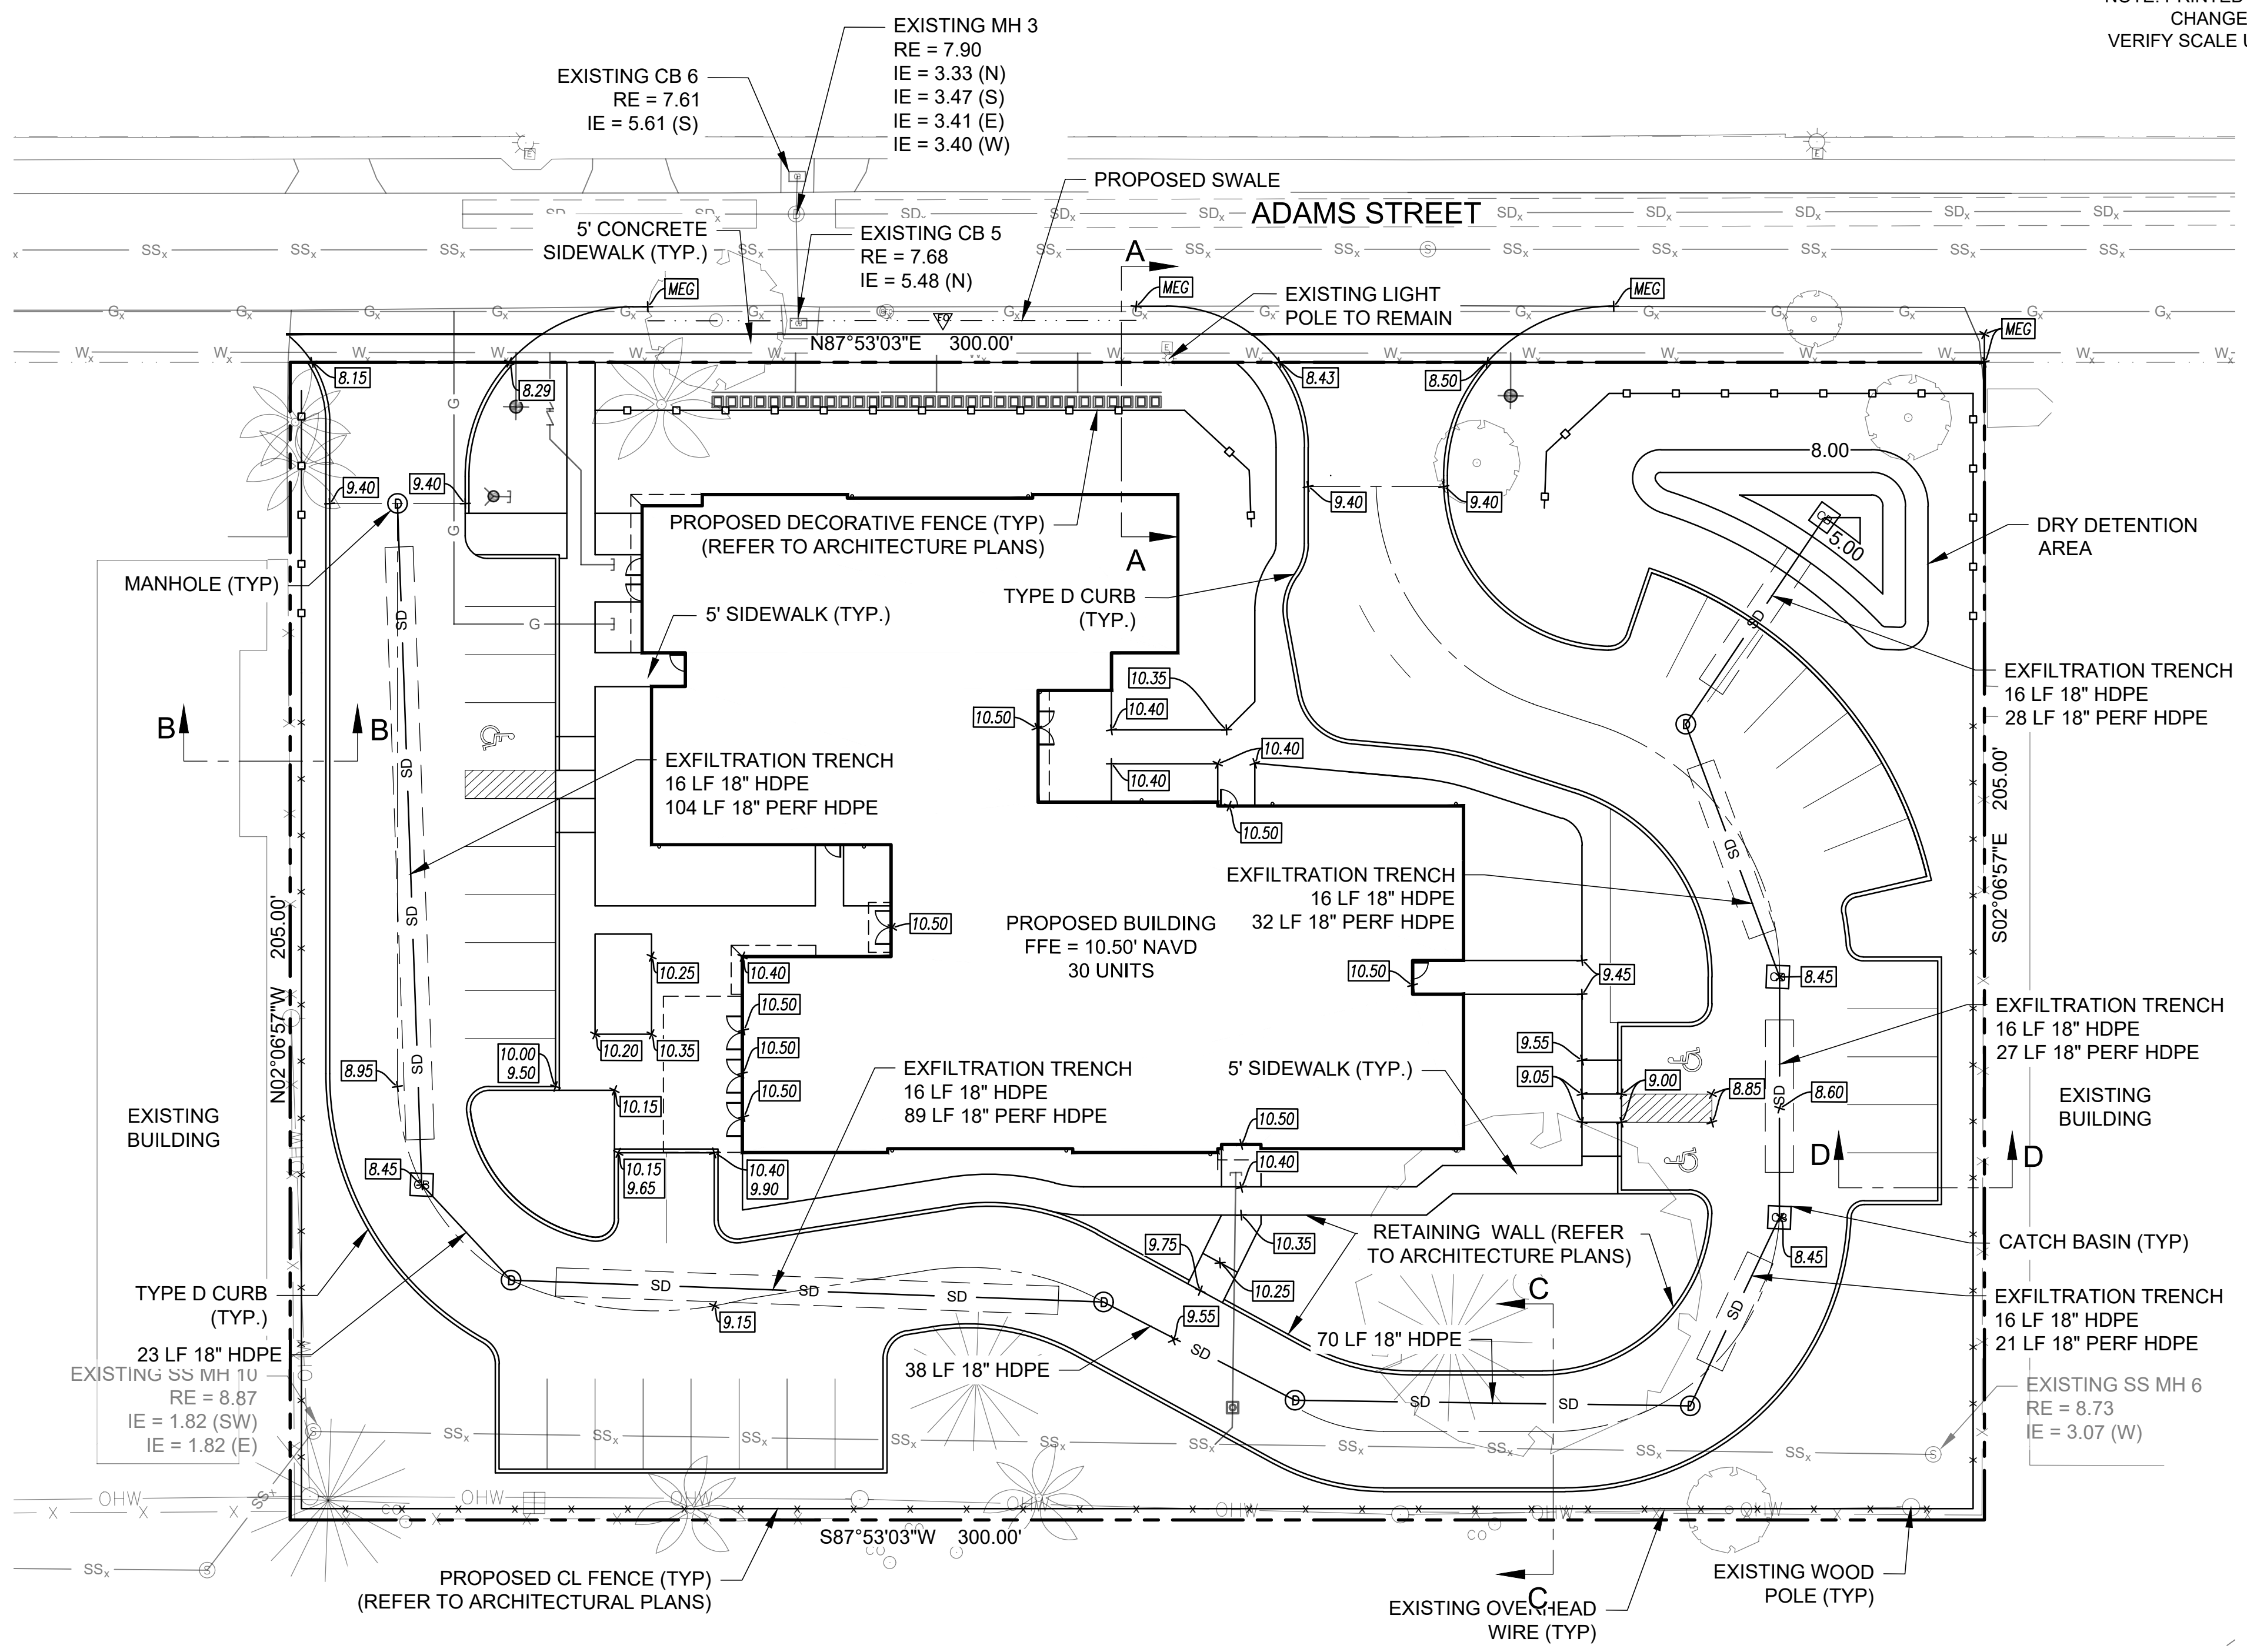 NOTE: PRINTED
CHANGE
VERIFY SCALE U
EXISTING MH 3
RE = 7.90
IE = 3.33 (N)
IE = 3.47 (S)
IE = 3.41 (E)
IE = 3.40 (W)
EXISTING CB 6
RE = 7.61
IE = 5.61 (S)
PROPOSED SWALE
ADAMS STREET
5' CONCRETE
SIDEWALK (TYP.)
EXISTING CB 5
RE = 7.68
IE = 5.48 (N)
A
MEG
MEG
MEG
MEG
EXISTING LIGHT
POLE TO REMAIN
N87°53'03"E 300.00'
8.15
8.29
8.43
8.50
8.00
9.40
9.40
9.40
9.40
PROPOSED DECORATIVE FENCE (TYP)
(REFER TO ARCHITECTURE PLANS)
A
5.00
DRY DETENTION
AREA
MANHOLE (TYP)
TYPE D CURB
(TYP.)
5' SIDEWALK (TYP.)
EXFILTRATION TRENCH
16 LF 18" HDPE
28 LF 18" PERF HDPE
10.35
10.40
10.50
10.40
10.40
10.50
B
B
EXFILTRATION TRENCH
16 LF 18" HDPE
104 LF 18" PERF HDPE
S02°06'57"E 205.00'
N02°06'57"W 205.00'
EXFILTRATION TRENCH
16 LF 18" HDPE
32 LF 18" PERF HDPE
PROPOSED BUILDING
FFE = 10.50' NAVD
30 UNITS
10.50
10.25
10.40
10.50
9.45
8.45
10.50
10.20
10.35
10.50
10.50
EXFILTRATION TRENCH
16 LF 18" HDPE
27 LF 18" PERF HDPE
10.00
9.50
8.95
10.15
EXFILTRATION TRENCH
16 LF 18" HDPE
89 LF 18" PERF HDPE
5' SIDEWALK (TYP.)
9.55
9.05
9.00
8.85
8.60
EXISTING
BUILDING
EXISTING
BUILDING
10.50
10.40
8.45
10.15
9.65
10.40
9.90
D
D
RETAINING WALL (REFER
TO ARCHITECTURE PLANS)
10.35
9.75
10.25
8.45
CATCH BASIN (TYP)
TYPE D CURB
(TYP.)
9.15
9.55
C
EXFILTRATION TRENCH
16 LF 18" HDPE
21 LF 18" PERF HDPE
23 LF 18" HDPE
38 LF 18" HDPE
70 LF 18" HDPE
EXISTING SS MH 10
RE = 8.87
IE = 1.82 (SW)
IE = 1.82 (E)
EXISTING SS MH 6
RE = 8.73
IE = 3.07 (W)
S87°53'03"W 300.00'
PROPOSED CL FENCE (TYP)
(REFER TO ARCHITECTURAL PLANS)
C
EXISTING OVERHEAD
WIRE (TYP)
EXISTING WOOD
POLE (TYP)